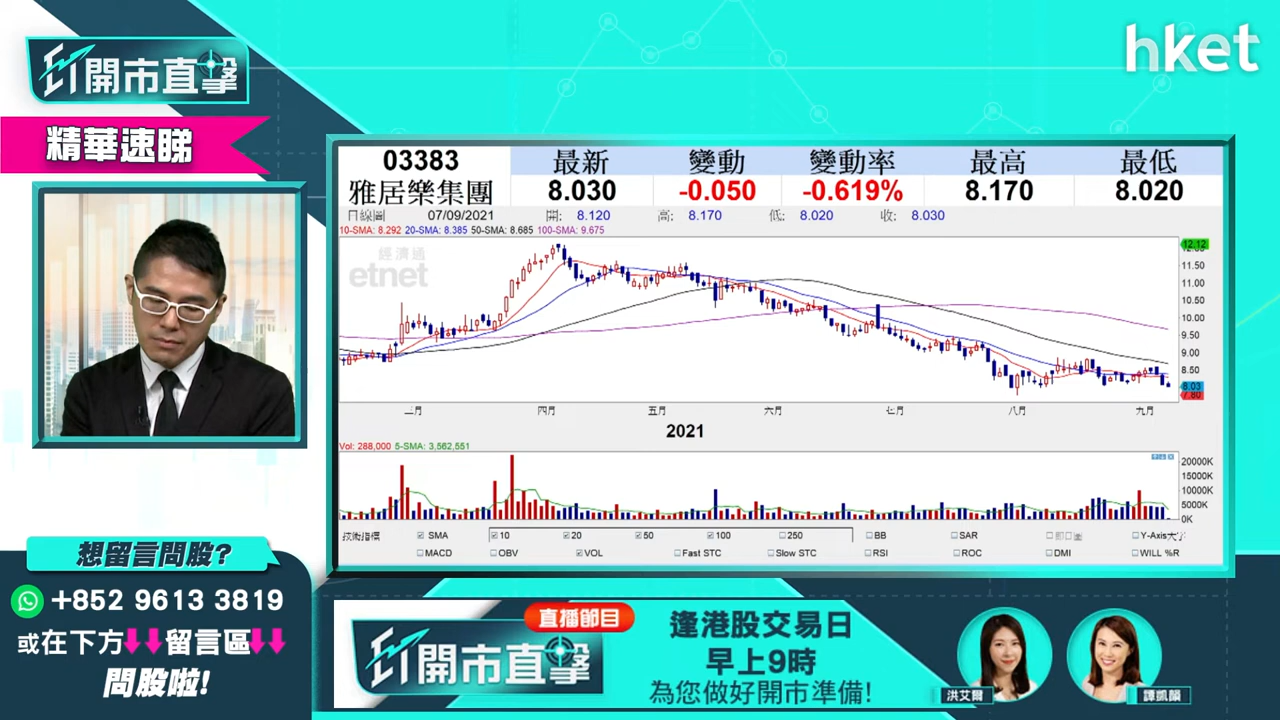 hket
ET開市直擊
精華速睇
03383
雅居樂集團
最新
8.030
變動
-0.050
變動率
-0.619%
最高
8.170
最低
8.020
日線圖 07/09/2021 開: 8.120 高: 8.170 低: 8.020 收: 8.030
10-SMA: 8.292 20-SMA: 8.385 50-SMA: 8.685 100-SMA: 9.675
經濟通
etnet
12.12
11.50
11.00
10.50
10.00
9.50
9.00
8.50
8.03
7.80
三月 四月 五月 六月 七月 八月 九月
2021
Vol: 288,000 5-SMA: 3,562,551
20000K
15000K
10000K
5000K
0K
技術指標 SMA 10 20 50 100 250 BB SAR Y-Axis大字
MACD OBV VOL Fast STC Slow STC RSI ROC DMI WILL %R
想留言問股?
+852 9613 3819
或在下方留言區
問股啦!
直播節目
ET開市直擊
逢港股交易日
早上9時
為您做好開市準備!
洪艾爾
譚凱韻